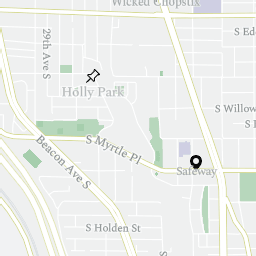 Wicked Chopstix
29th Ave S
S Ed
Holly Park
S Willow
S Myrtle Pl
Beacon Ave S
Safeway
S Holden St